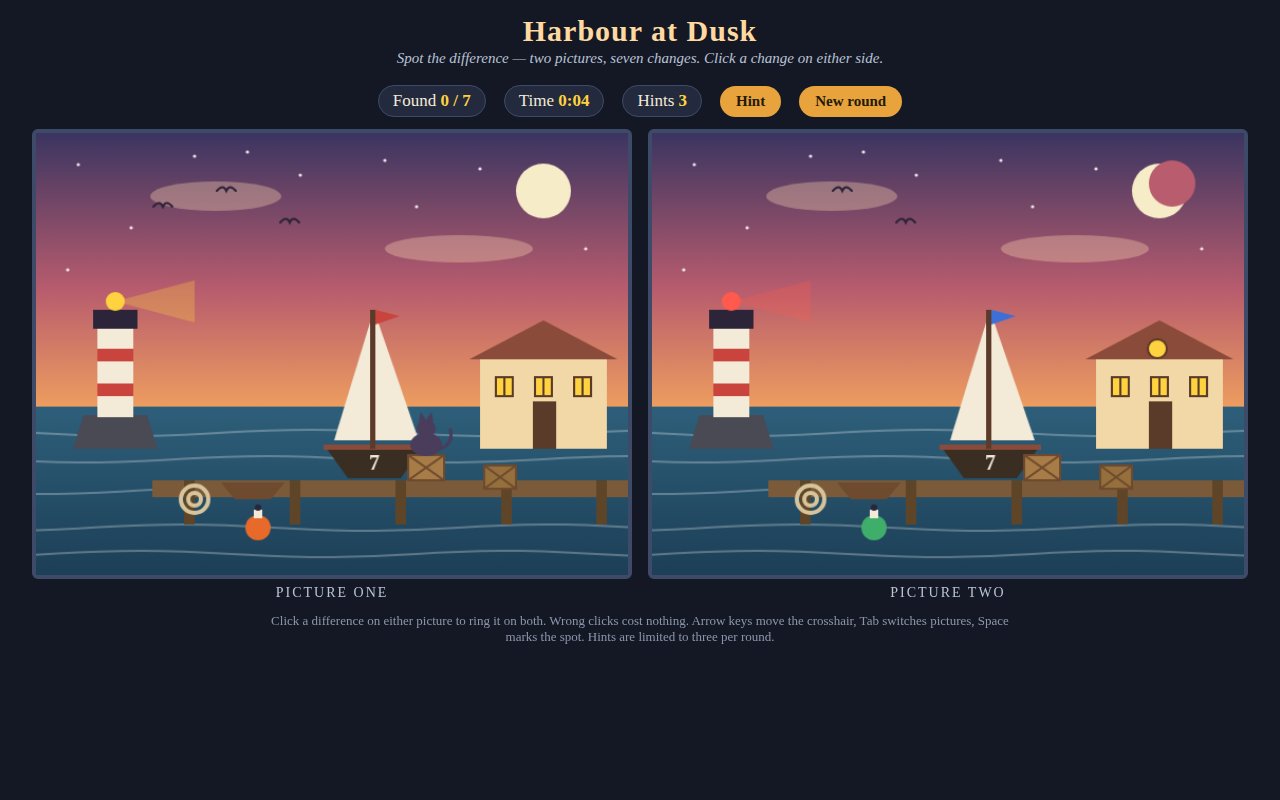 Harbour at Dusk
Spot the difference — two pictures, seven changes. Click a change on either side.
Found 0 / 7 Time 0:04 Hints 3 Hint New round
7 7
PICTURE ONE PICTURE TWO
Click a difference on either picture to ring it on both. Wrong clicks cost nothing. Arrow keys move the crosshair, Tab switches pictures, Space
marks the spot. Hints are limited to three per round.